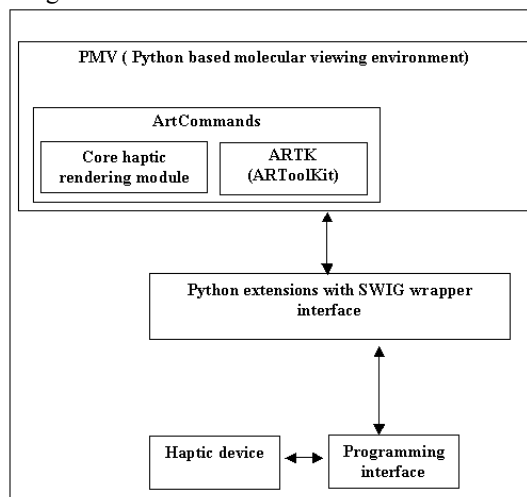 PMV ( Python based molecular viewing environment)
ArtCommands
Core haptic
rendering module
ARTK
(ARToolKit)
Python extensions with SWIG wrapper
interface
Haptic device
Programming
interface